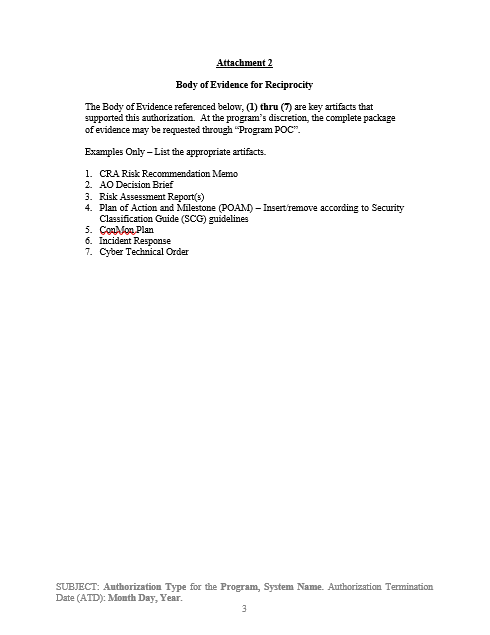 Attachment 2
Body of Evidence for Reciprocity
The Body of Evidence referenced below, (1) thru (7) are key artifacts that
supported this authorization.  At the program's discretion, the complete package
of evidence may be requested through “Program POC”.
Examples Only – List the appropriate artifacts.
1. CRA Risk Recommendation Memo
2. AO Decision Brief
3. Risk Assessment Report(s)
4. Plan of Action and Milestone (POAM) – Insert/remove according to Security
Classification Guide (SCG) guidelines
5. ConMon Plan
6. Incident Response
7. Cyber Technical Order
SUBJECT: Authorization Type for the Program, System Name. Authorization Termination
Date (ATD): Month Day, Year.
3